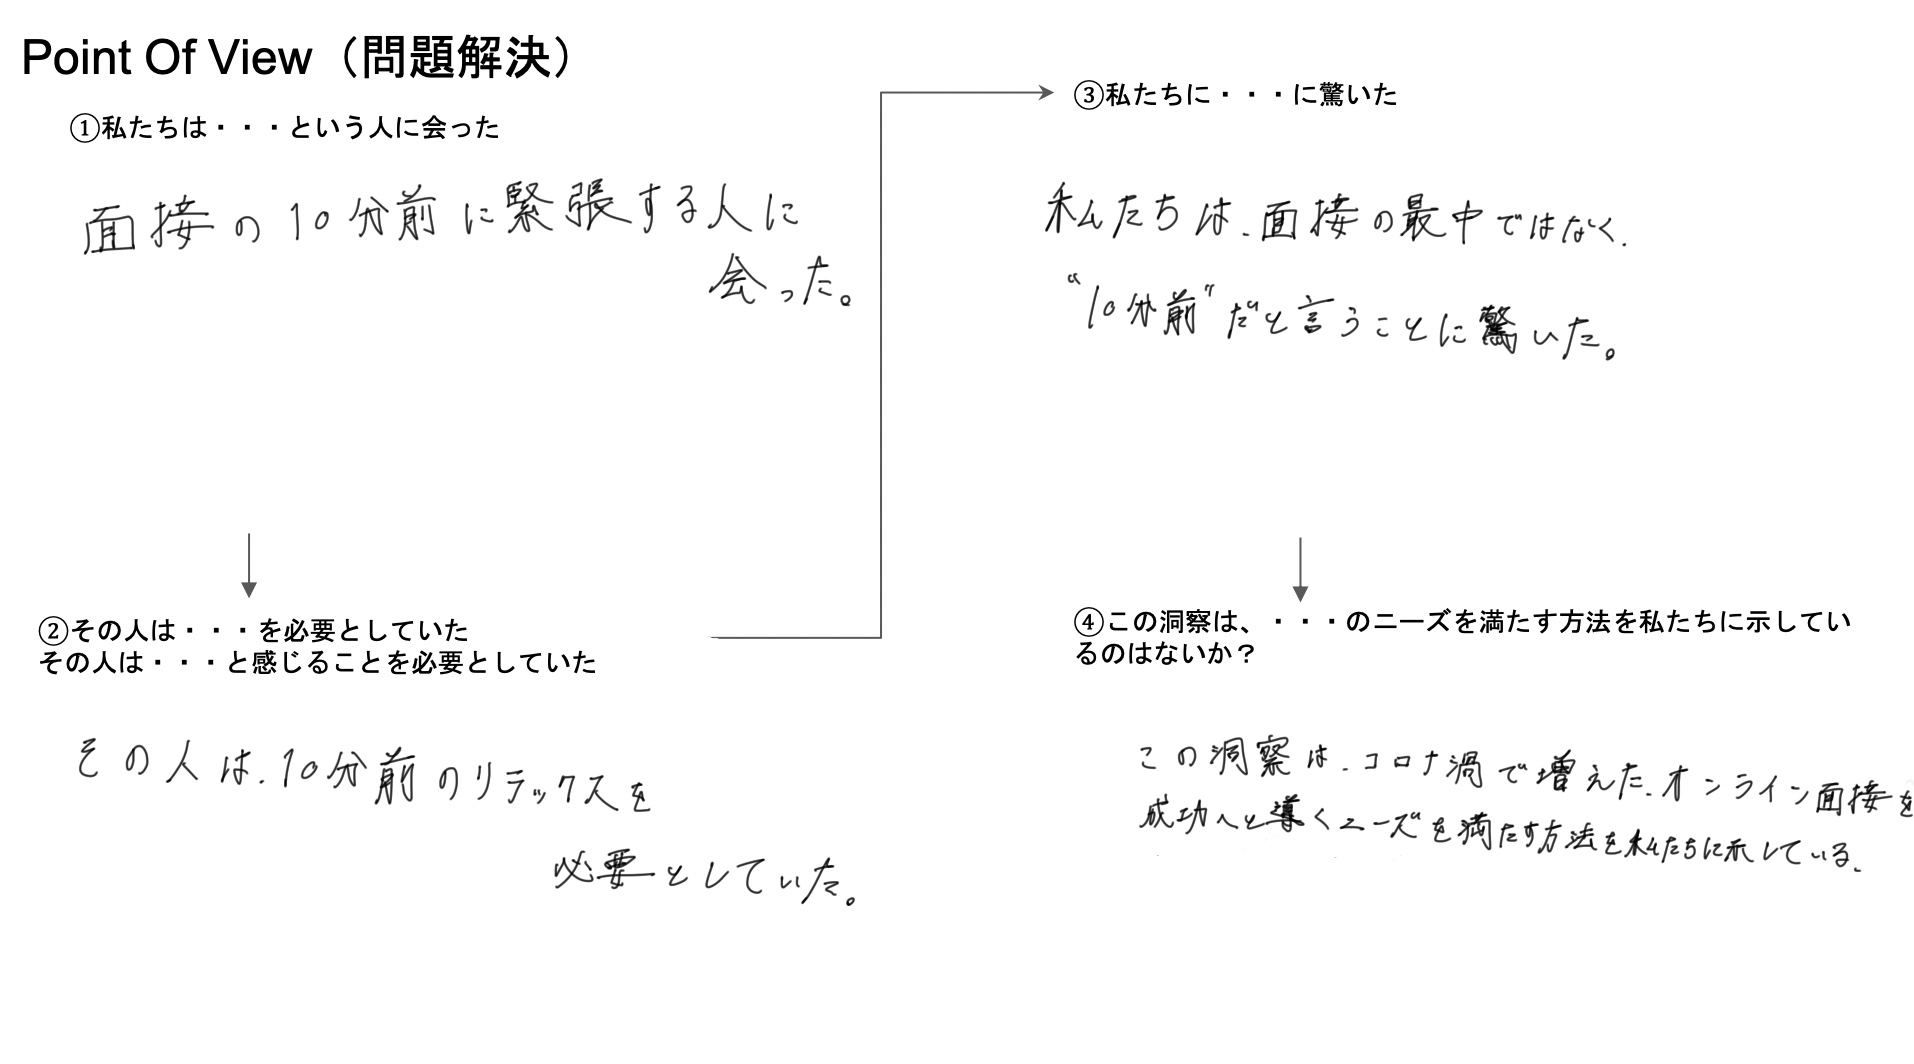 Point Of View（問題解決）
①私たちは・・・という人に会った
面接の10分前に緊張する人に
会った。
②その人は・・・を必要としていた
その人は・・・と感じることを必要としていた
その人は、10分前のリラックスを
必要としていた。
③私たちに・・・に驚いた
私たちは、面接の最中ではなく、
“10分前”だと言うことに驚いた。
④この洞察は、・・・のニーズを満たす方法を私たちに示してい
るのはないか？
この洞察は、コロナ渦で増えた、オンライン面接を
成功へと導くニーズを満たす方法を私たちに示している。